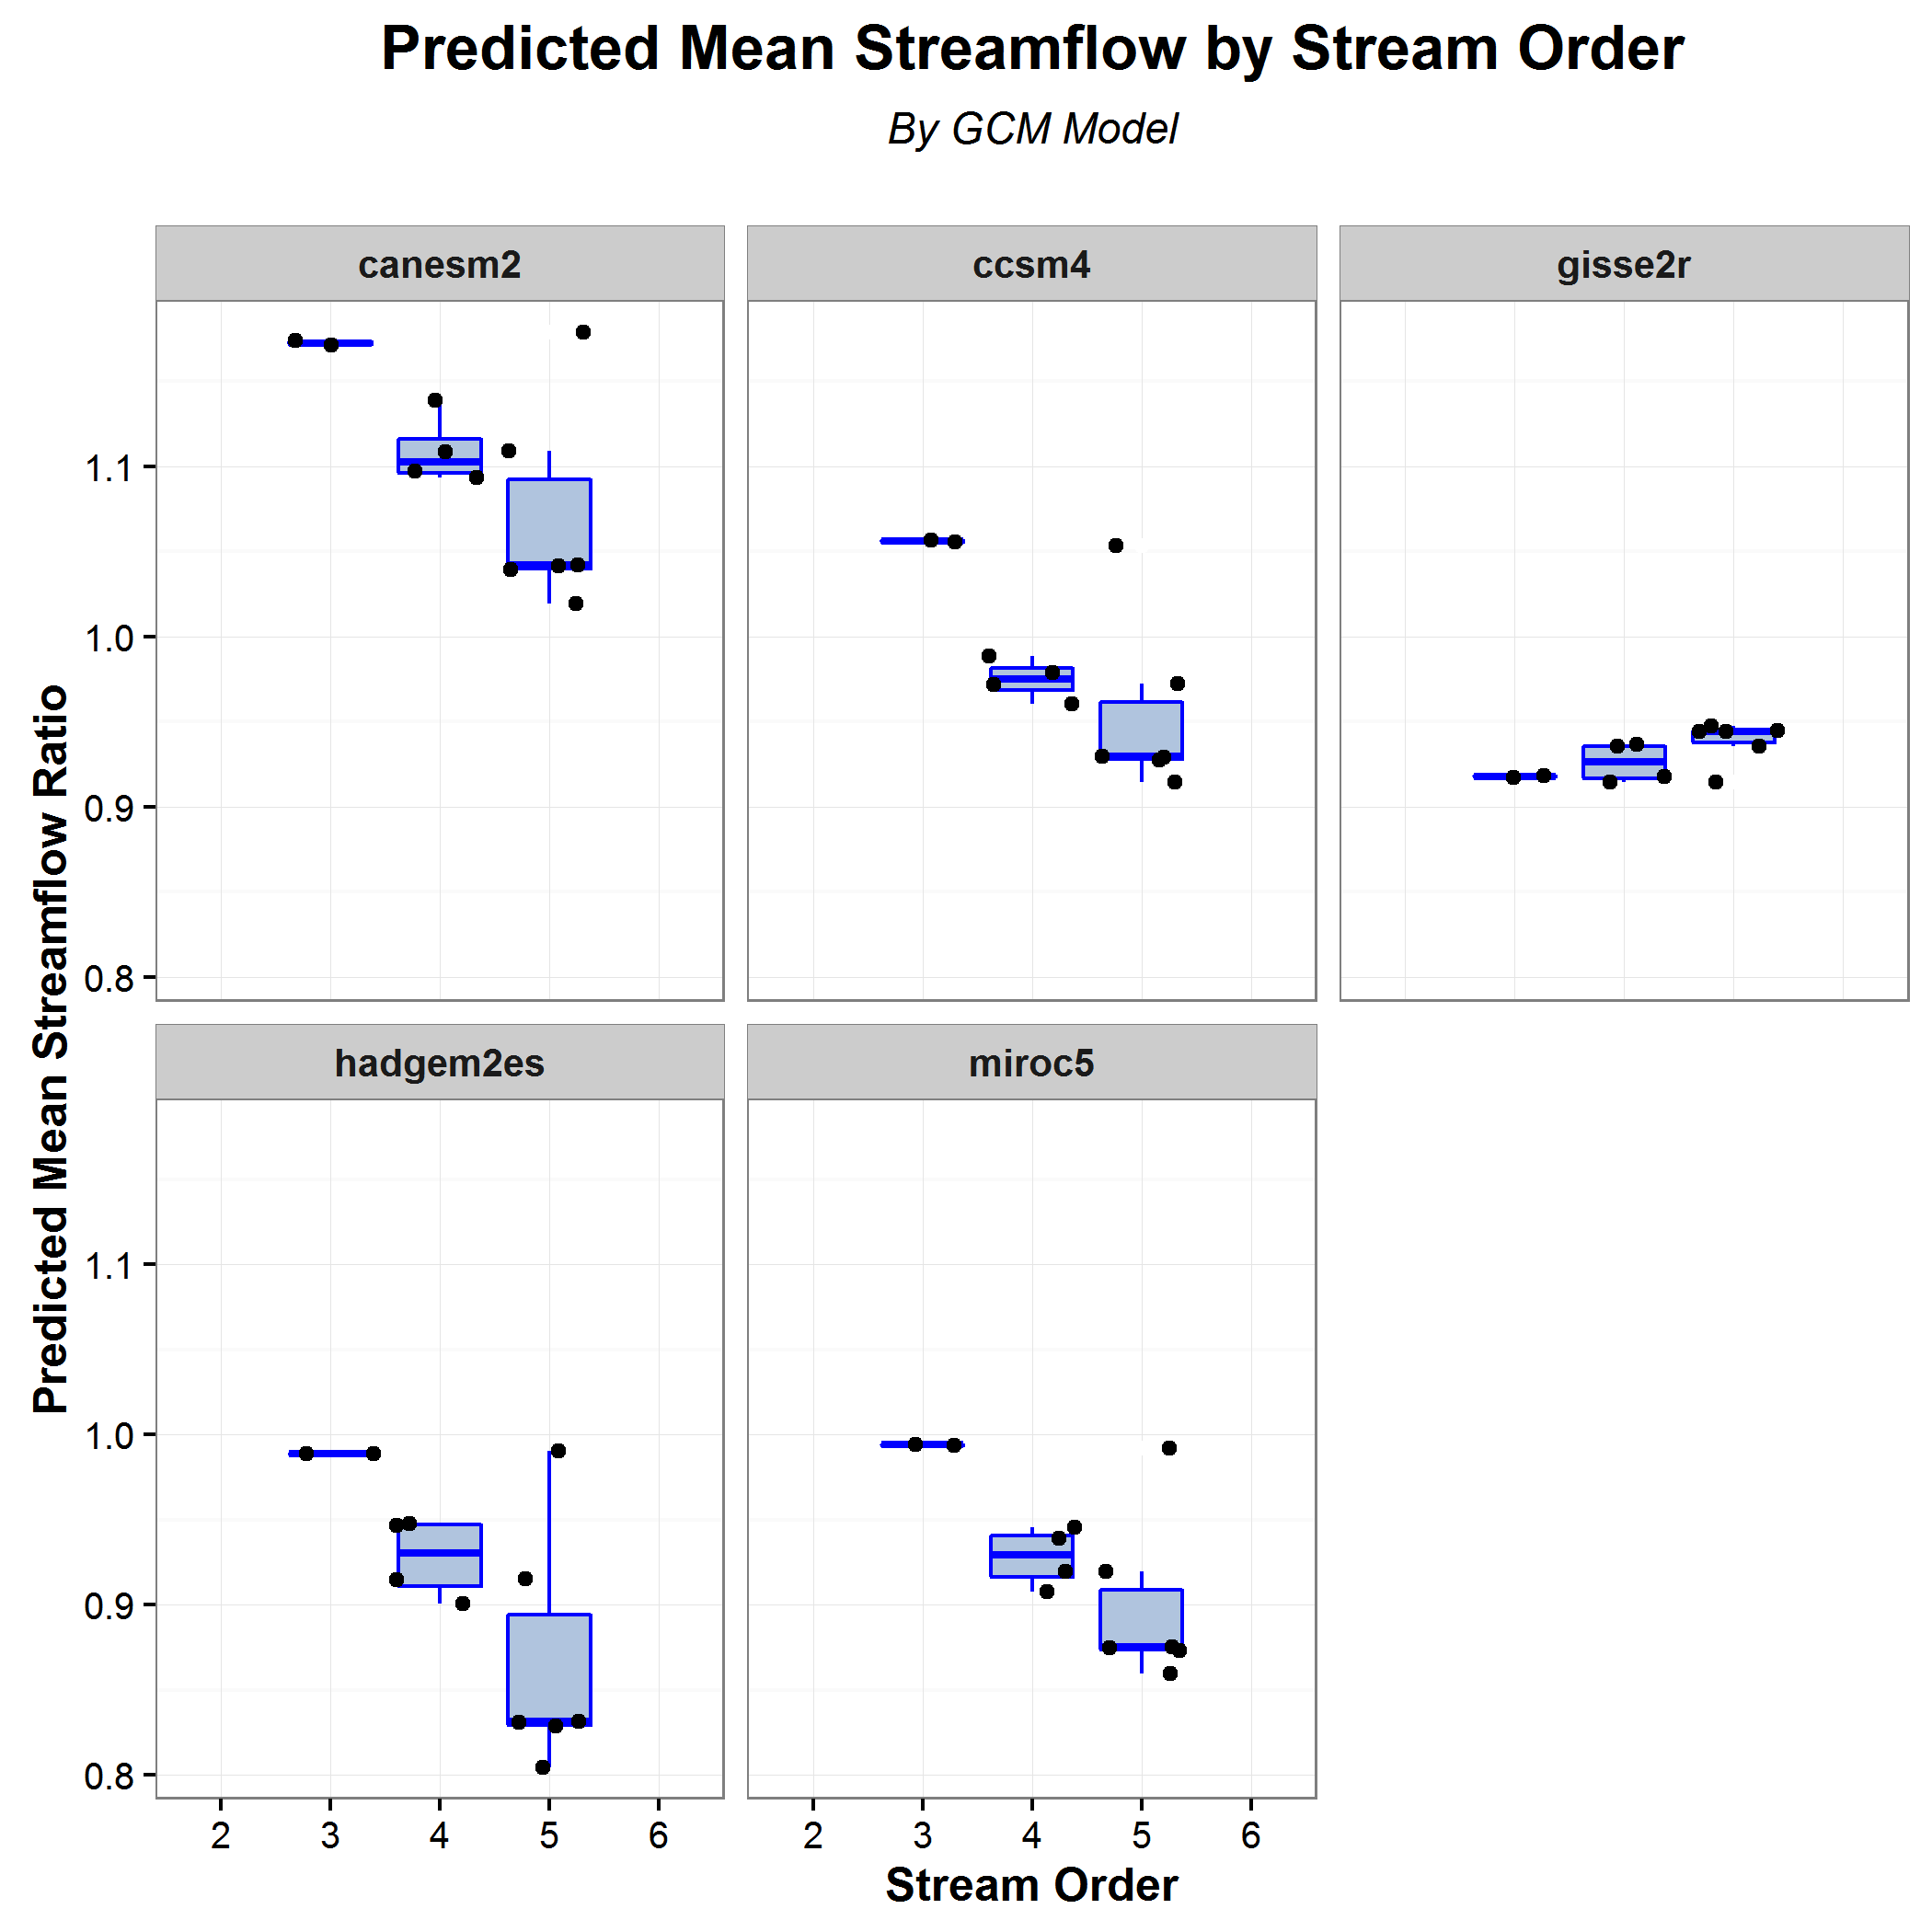 Predicted Mean Streamflow by Stream Order
By GCM Model
canesm2
ccsm4
gisse2r
1.1
1.0
0.9
0.8
Predicted Mean Streamflow Ratio
hadgem2es
miroc5
1.1
1.0
0.9
0.8
2 3 4 5 6
2 3 4 5 6
Stream Order